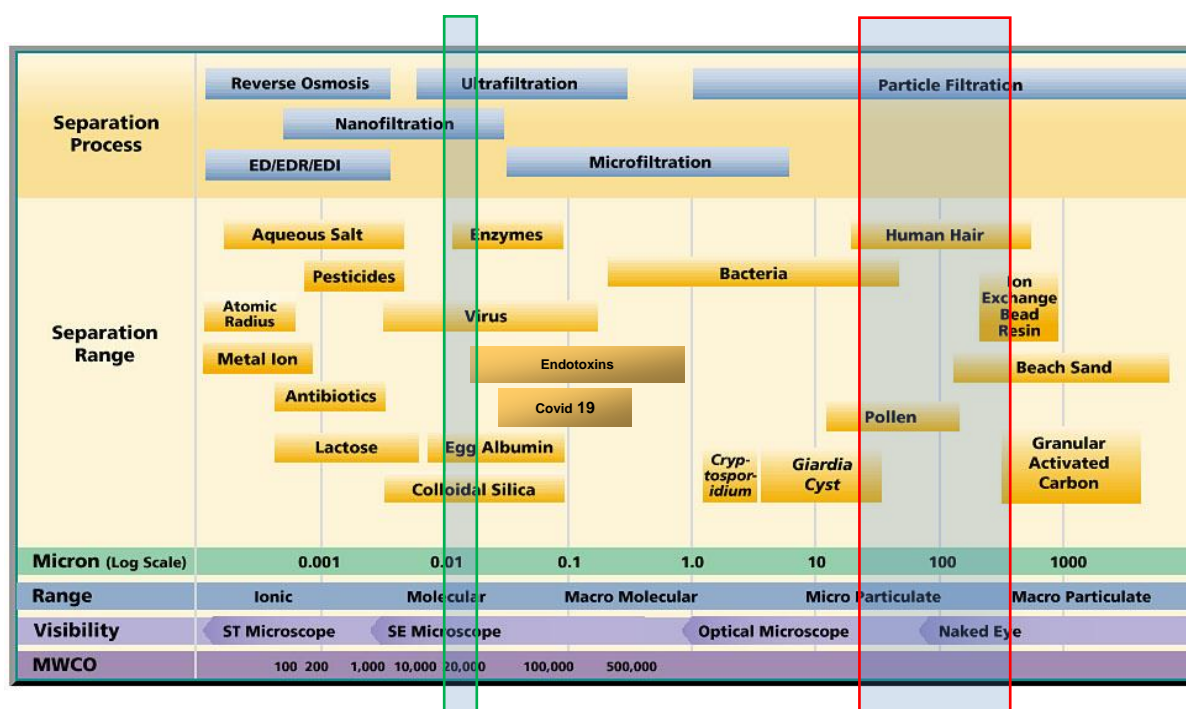 Reverse Osmosis
Ultrafiltration
Particle Filtration
Separation
Process
Nanofiltration
ED/EDR/EDI
Microfiltration
Aqueous Salt
Enzymes
Human Hair
Pesticides
Bacteria
Ion
Exchange
Bead
Resin
Atomic
Radius
Virus
Separation
Range
Metal Ion
Endotoxins
Beach Sand
Antibiotics
Covid 19
Pollen
Lactose
Egg Albumin
Cryp-
tospor-
idium
Giardia
Cyst
Granular
Activated
Carbon
Colloidal Silica
Micron (Log Scale) 0.001 0.01 0.1 1.0 10 100 1000
Range Ionic Molecular Macro Molecular Micro Particulate Macro Particulate
Visibility ST Microscope SE Microscope Optical Microscope Naked Eye
MWCO 100 200 1,000 10,000 20,000 100,000 500,000